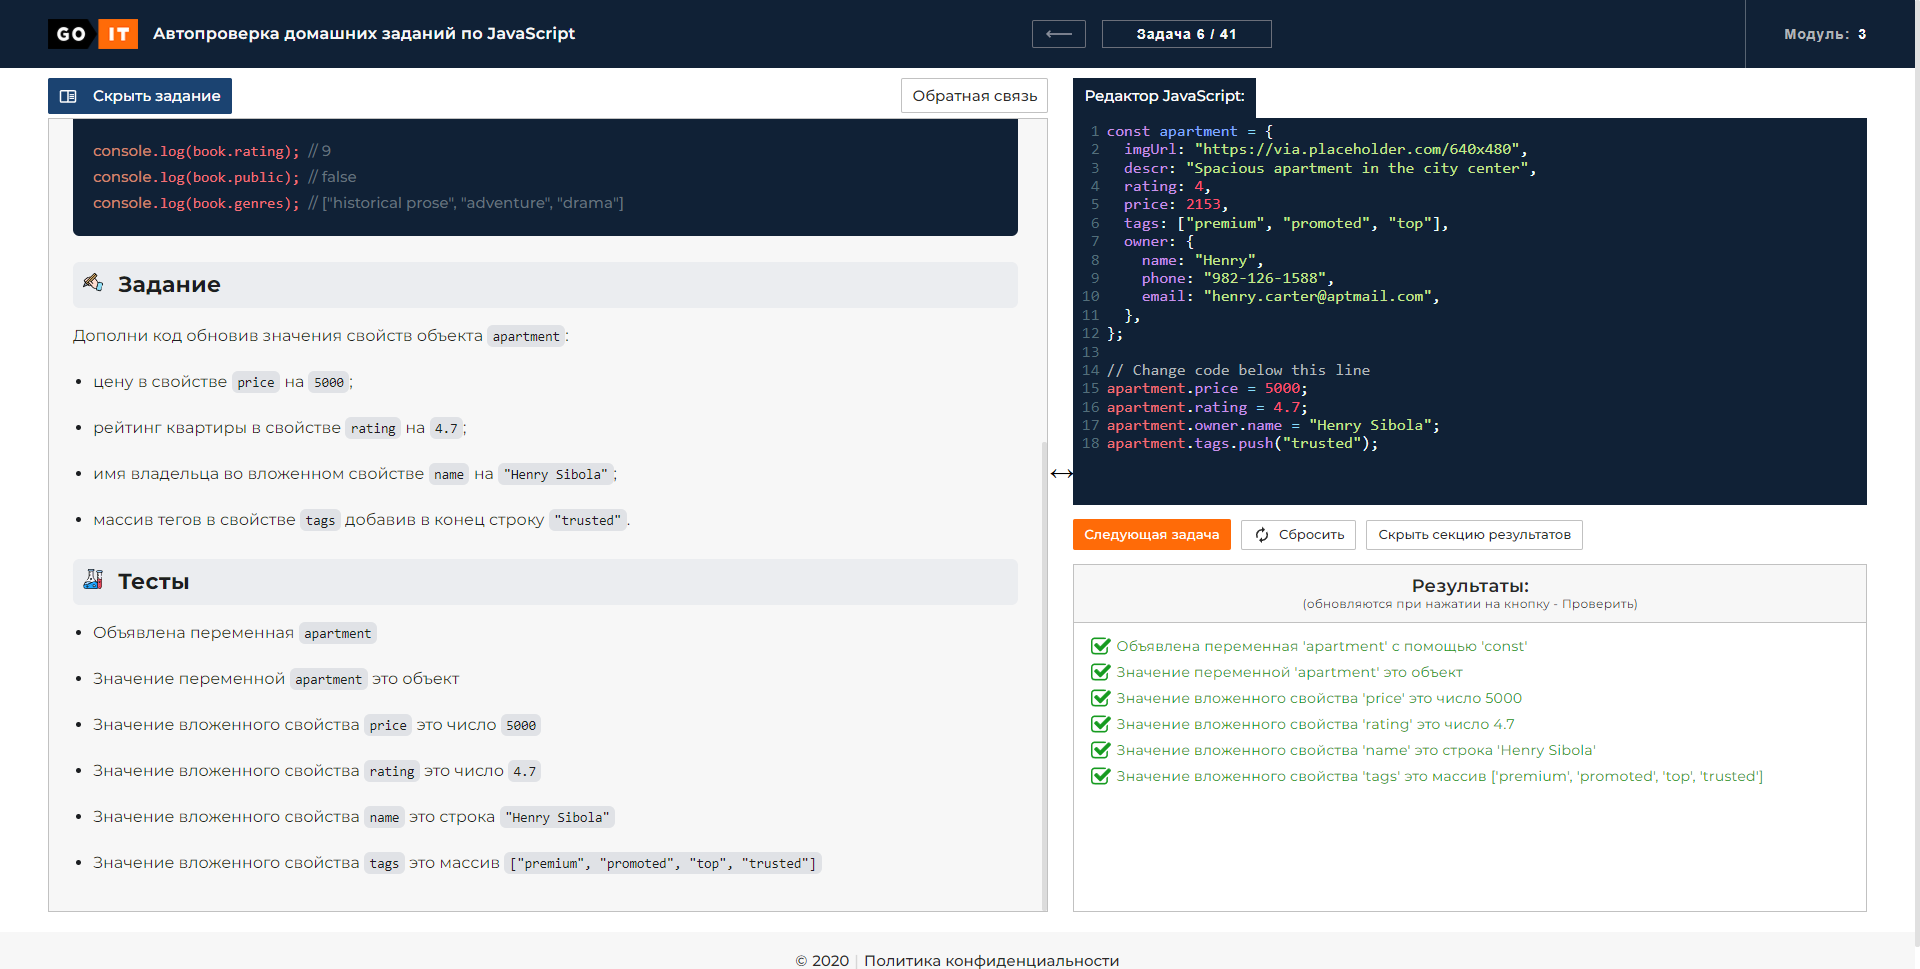 GO IT
Автопроверка домашних заданий по JavaScript
Задача 6 / 41
Модуль: 3
Скрыть задание
Обратная связь
console.log(book.rating); // 9
console.log(book.public); // false
console.log(book.genres); // ["historical prose", "adventure", "drama"]
Задание
Дополни код обновив значения свойств объекта apartment:
• цену в свойстве price на 5000;
• рейтинг квартиры в свойстве rating на 4.7;
• имя владельца во вложенном свойстве name на "Henry Sibola";
• массив тегов в свойстве tags добавив в конец строку "trusted".
Тесты
• Объявлена переменная apartment
• Значение переменной apartment это объект
• Значение вложенного свойства price это число 5000
• Значение вложенного свойства rating это число 4.7
• Значение вложенного свойства name это строка "Henry Sibola"
• Значение вложенного свойства tags это массив ["premium", "promoted", "top", "trusted"]
Редактор JavaScript:
1 const apartment = {
2   imgUrl: "https://via.placeholder.com/640x480",
3   descr: "Spacious apartment in the city center",
4   rating: 4,
5   price: 2153,
6   tags: ["premium", "promoted", "top"],
7   owner: {
8     name: "Henry",
9     phone: "982-126-1588",
10     email: "henry.carter@aptmail.com",
11   },
12 };
13
14 // Change code below this line
15 apartment.price = 5000;
16 apartment.rating = 4.7;
17 apartment.owner.name = "Henry Sibola";
18 apartment.tags.push("trusted");
Следующая задача
Сбросить
Скрыть секцию результатов
Результаты:
(обновляются при нажатии на кнопку - Проверить)
Объявлена переменная 'apartment' с помощью 'const'
Значение переменной 'apartment' это объект
Значение вложенного свойства 'price' это число 5000
Значение вложенного свойства 'rating' это число 4.7
Значение вложенного свойства 'name' это строка 'Henry Sibola'
Значение вложенного свойства 'tags' это массив ['premium', 'promoted', 'top', 'trusted']
© 2020 | Политика конфиденциальности